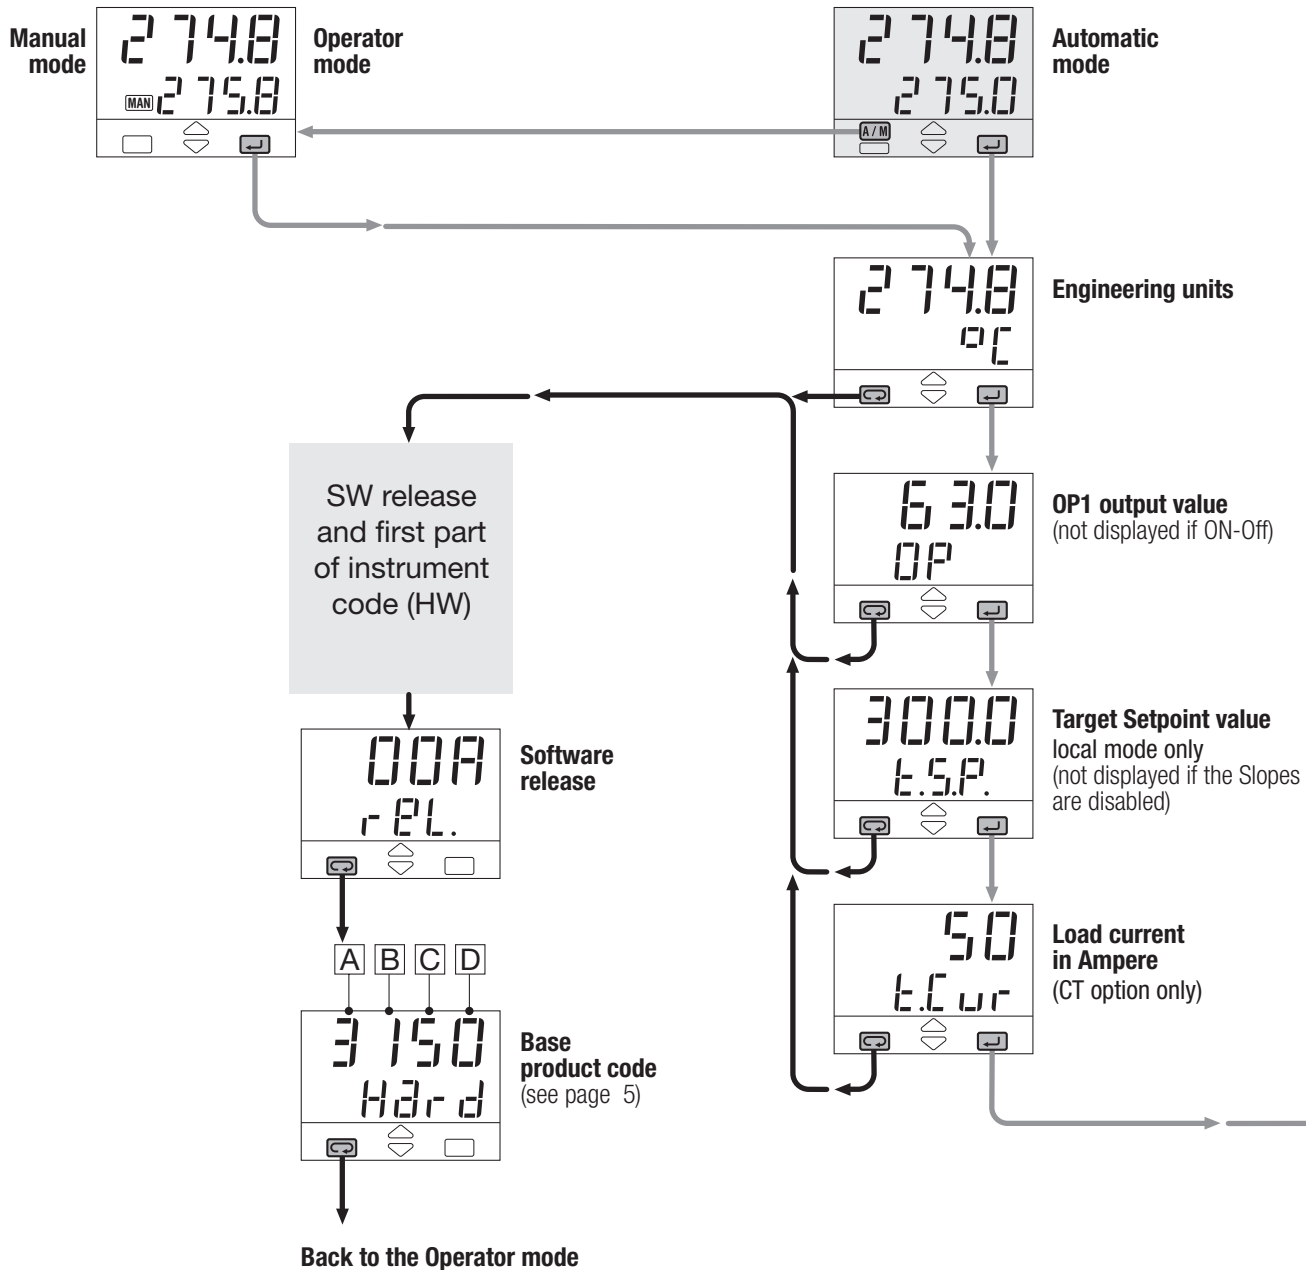 Manual
mode
274.8
MAN 275.8
Operator
mode
274.8
275.0
A / M
Automatic
mode
274.8
°C
Engineering units
63.0
OP
OP1 output value
(not displayed if ON-Off)
SW release
and first part
of instrument
code (HW)
300.0
t.S.P.
Target Setpoint value
local mode only
(not displayed if the Slopes
are disabled)
00A
rEL.
Software
release
50
t.Cur
Load current
in Ampere
(CT option only)
A B C D
3150
Hard
Base
product code
(see page 5)
Back to the Operator mode